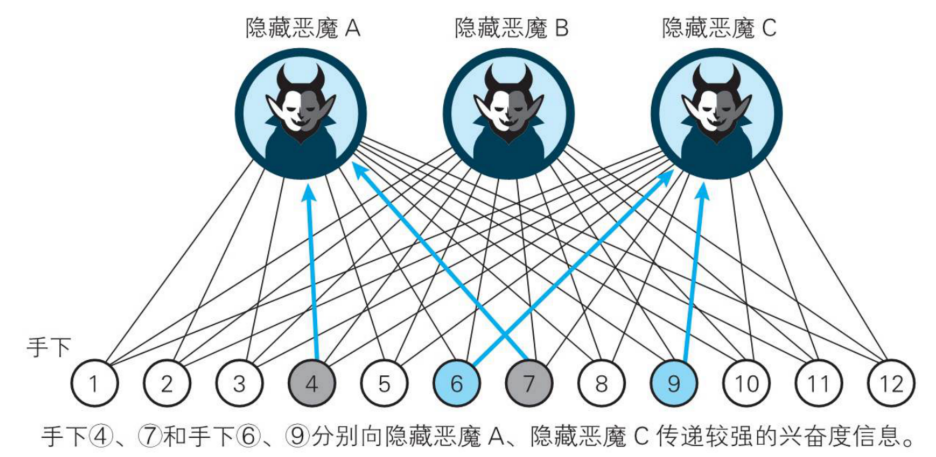 隐藏恶魔 A 隐藏恶魔 B 隐藏恶魔 C
手下
1 2 3 4 5 6 7 8 9 10 11 12
手下④、⑦和手下⑥、⑨分别向隐藏恶魔 A、隐藏恶魔 C 传递较强的兴奋度信息。